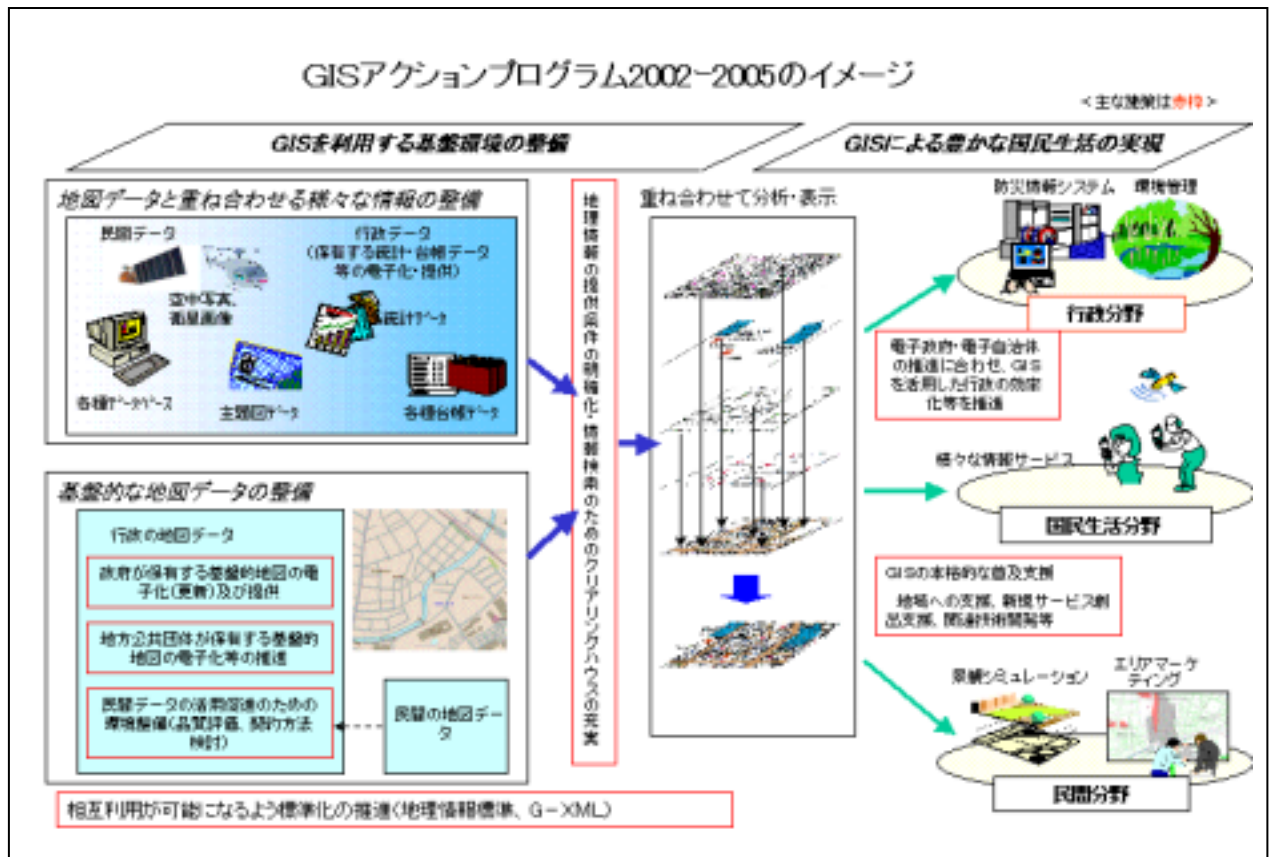 GISアクションプログラム2002-2005のイメージ
<主な施策は赤枠>
GISを利用する基盤環境の整備
GISによる豊かな国民生活の実現
地図データと重ね合わせる様々な情報の整備
民間データ
行政データ
(保有する統計・台帳データ
等の電子化・提供)
空中写真、
衛星画像
統計データ
各種データベース
主題図データ
各種台帳データ
基盤的な地図データの整備
行政の地図データ
政府が保有する基盤的地図の電
子化(更新)及び提供
地方公共団体が保有する基盤的
地図の電子化等の推進
民間データの活用促進のための
環境整備(品質評価、契約方法
検討)
民間の地図デー
タ
相互利用が可能になるよう標準化の推進(地理情報標準、G-XML)
地理情報の提供条件の明確化・情報検索のためのクリアリングハウスの充実
重ね合わせて分析・表示
防災情報システム
環境管理
行政分野
電子政府・電子自治体
の推進に合わせ、GIS
を活用した行政の効率
化等を推進
様々な情報サービス
国民生活分野
GISの本格的な普及支援
地域への支援、新規サービス創
出支援、関連技術開発等
景観シミュレーション
エリアマーケ
ティング
民間分野